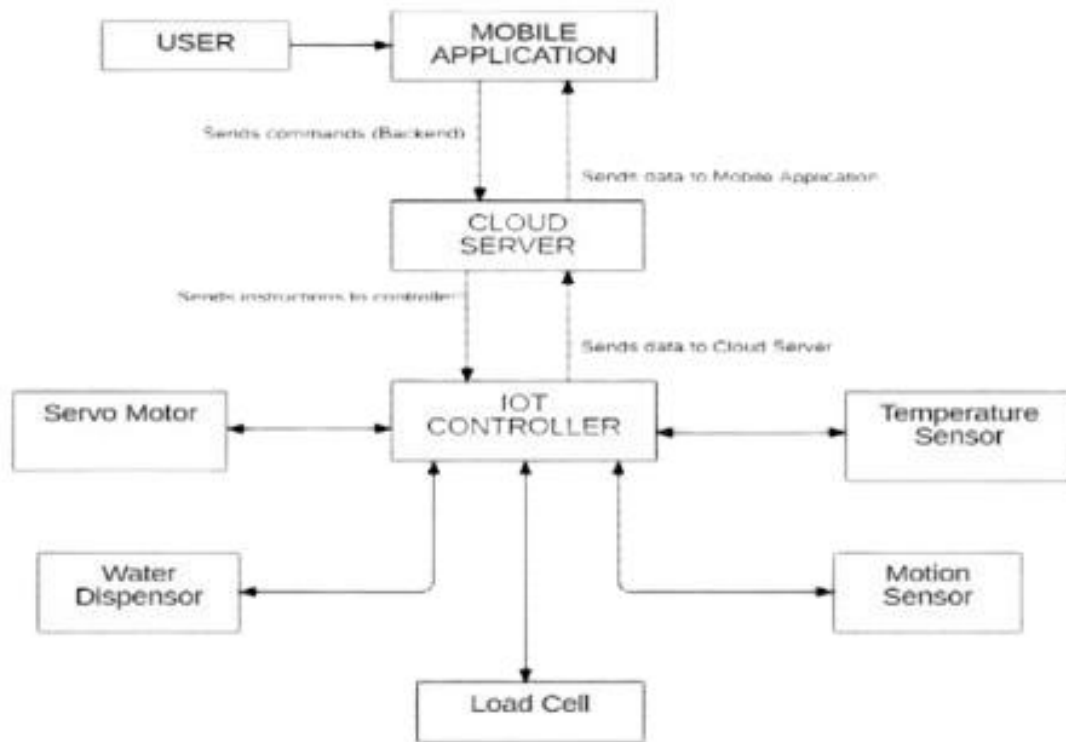 USER
MOBILE
APPLICATION
Sends commands (Backend)
Sends data to Mobile Application
CLOUD
SERVER
Sends instructions to controller
Sends data to Cloud Server
IOT
CONTROLLER
Servo Motor
Temperature
Sensor
Water
Dispensor
Motion
Sensor
Load Cell